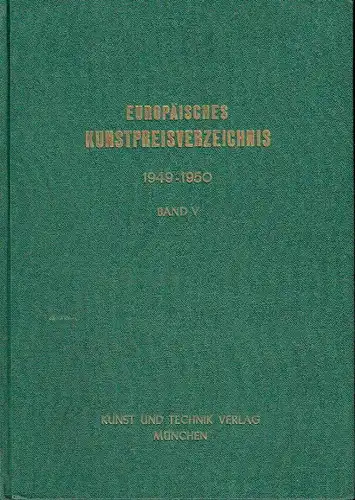 EUROPÄISCHES
KUNSTPREISVERZEICHNIS
1949-1950
BAND V
KUNST UND TECHNIK VERLAG
MÜNCHEN